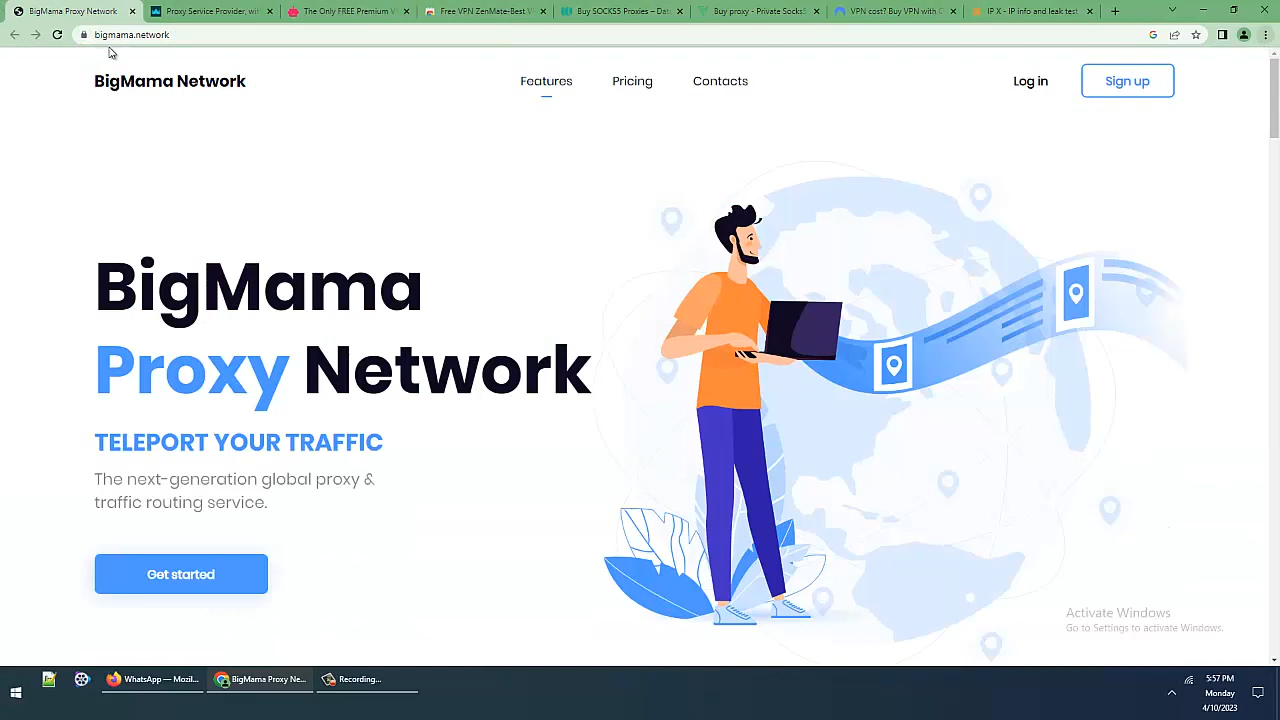 BigMama Proxy Network
Proxy Service Provider, wit
The Only FREE Premium V
Free VPN ZenMate-Best V
Buy SOCKS5 Proxies – Dat
Buy proxy - Private Socks5
VPN cost? Buy VPN with C
IP X - IP info and leak test
bigmama.network
BigMama Network
Features
Pricing
Contacts
Log in
Sign up
BigMama
Proxy Network
TELEPORT YOUR TRAFFIC
The next-generation global proxy &
traffic routing service.
Get started
Activate Windows
Go to Settings to activate Windows.
WhatsApp — Mozil...
BigMama Proxy Ne...
Recording...
5:57 PM
Monday
4/10/2023